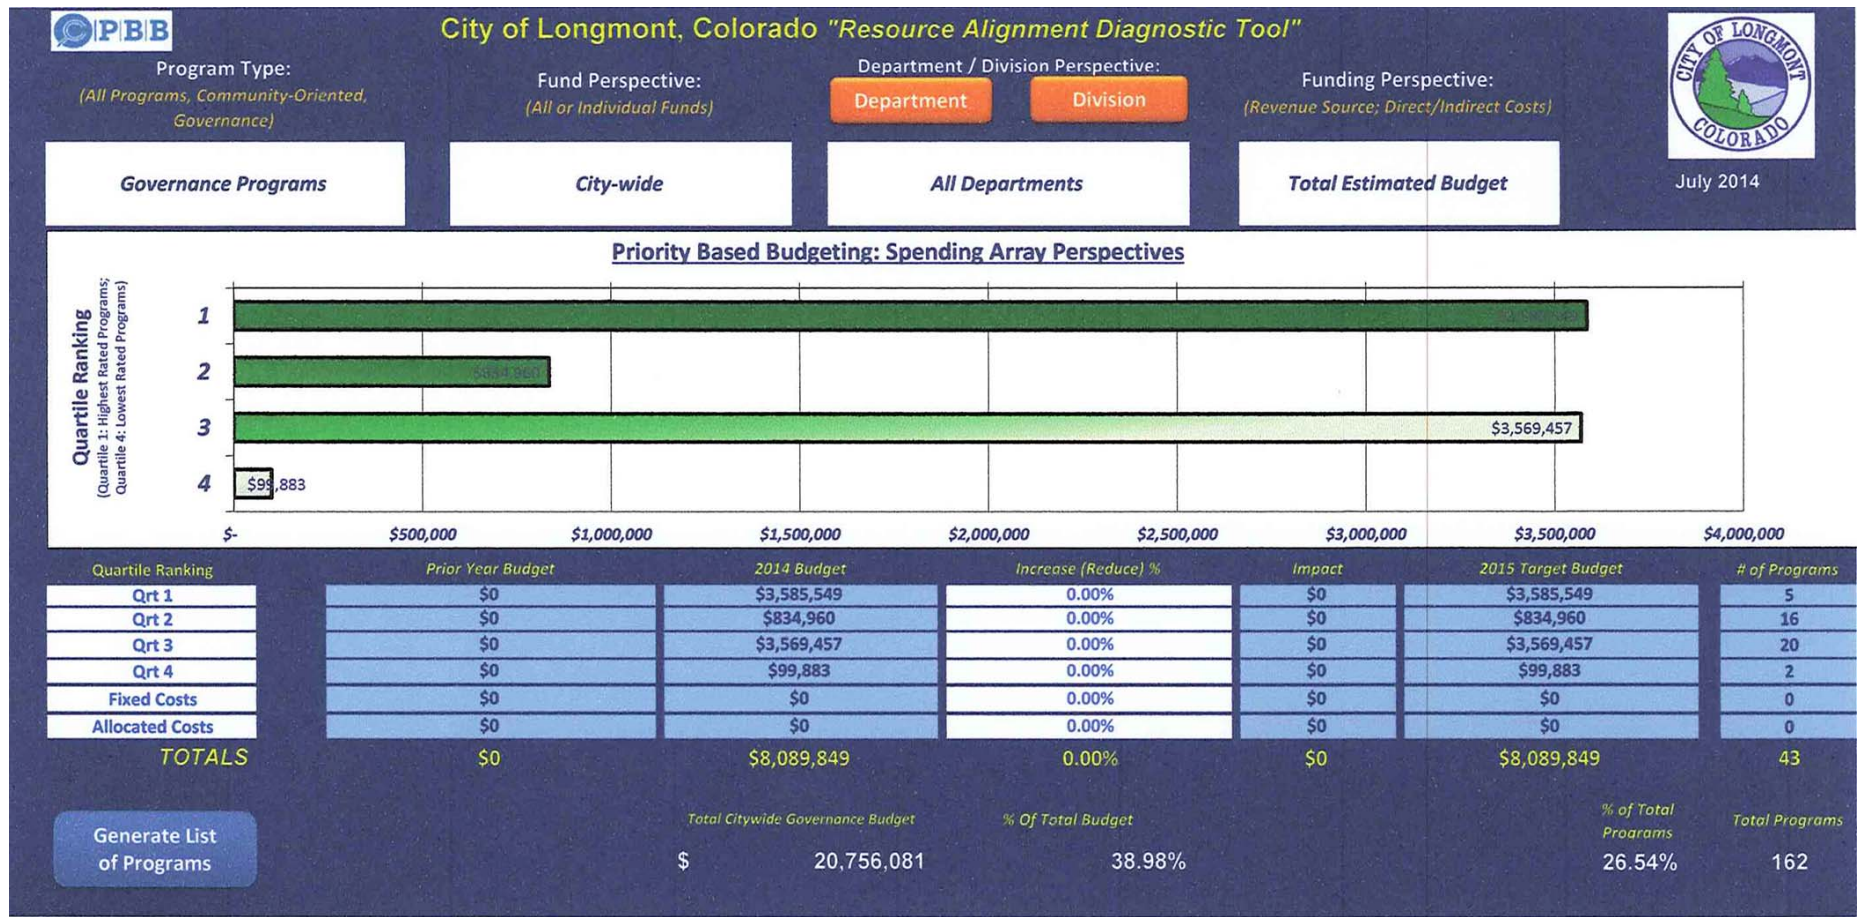 PBB
City of Longmont, Colorado "Resource Alignment Diagnostic Tool"
Program Type:
(All Programs, Community-Oriented,
Governance)
Fund Perspective:
(All or Individual Funds)
Department / Division Perspective:
Department
Division
Funding Perspective:
(Revenue Source; Direct/Indirect Costs)
CITY OF LONGMONT
COLORADO
Governance Programs
City-wide
All Departments
Total Estimated Budget
July 2014
Priority Based Budgeting: Spending Array Perspectives
Quartile Ranking
(Quartile 1: Highest Rated Programs;
Quartile 4: Lowest Rated Programs)
1
2
$834,960
3
$3,569,457
4
$99,883
$- $500,000 $1,000,000 $1,500,000 $2,000,000 $2,500,000 $3,000,000 $3,500,000 $4,000,000
Quartile Ranking Prior Year Budget 2014 Budget Increase (Reduce) % Impact 2015 Target Budget # of Programs
Qrt 1 $0 $3,585,549 0.00% $0 $3,585,549 5
Qrt 2 $0 $834,960 0.00% $0 $834,960 16
Qrt 3 $0 $3,569,457 0.00% $0 $3,569,457 20
Qrt 4 $0 $99,883 0.00% $0 $99,883 2
Fixed Costs $0 $0 0.00% $0 $0 0
Allocated Costs $0 $0 0.00% $0 $0 0
TOTALS $0 $8,089,849 0.00% $0 $8,089,849 43
Generate List
of Programs
Total Citywide Governance Budget
$ 20,756,081
% Of Total Budget
38.98%
% of Total
Programs
26.54%
Total Programs
162